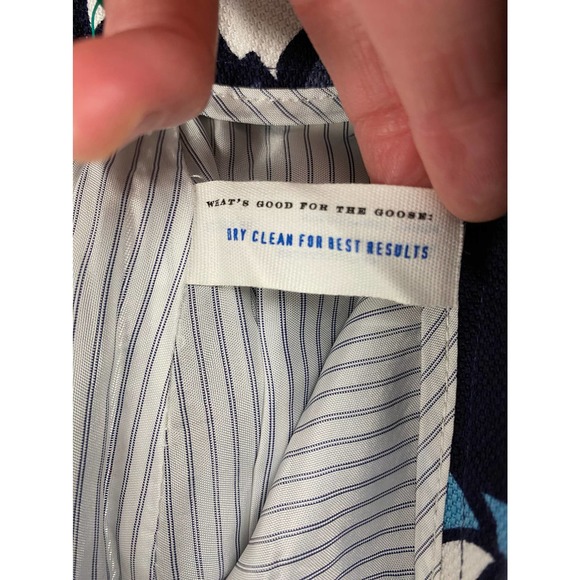 WHAT'S GOOD FOR THE GOOSE:
DRY CLEAN FOR BEST RESULTS